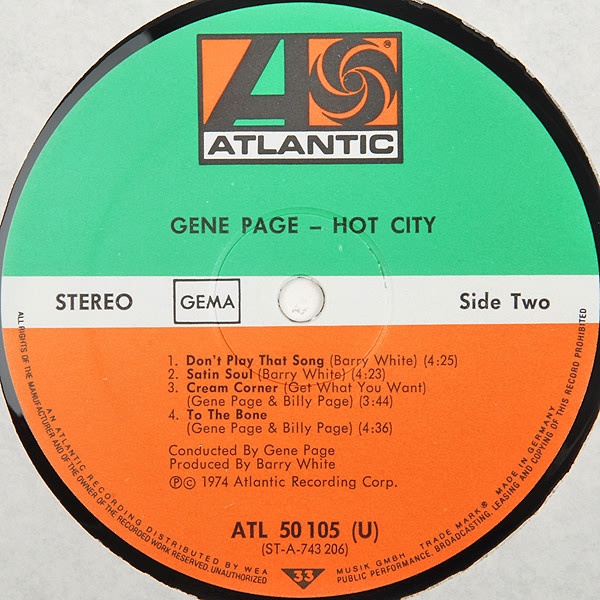 ATLANTIC
®
GENE PAGE – HOT CITY
STEREO
GEMA
Side Two
1. Don't Play That Song (Barry White) (4:25)
2. Satin Soul (Barry White) (4:23)
3. Cream Corner (Get What You Want)
(Gene Page & Billy Page) (3:44)
4. To The Bone
(Gene Page & Billy Page) (4:36)
Conducted By Gene Page
Produced By Barry White
℗© 1974 Atlantic Recording Corp.
ATL 50 105 (U)
(ST-A-743 206)
33
ALL RIGHTS OF THE MANUFACTURER AND OF THE OWNER OF THE RECORDED WORK RESERVED. UNAUTHORIZED
PUBLIC PERFORMANCE, BROADCASTING, LEASING AND COPYING OF THIS RECORD PROHIBITED
AN ATLANTIC RECORDING DISTRIBUTED BY WEA
MUSIK GMBH TRADE MARK® MADE IN GERMANY